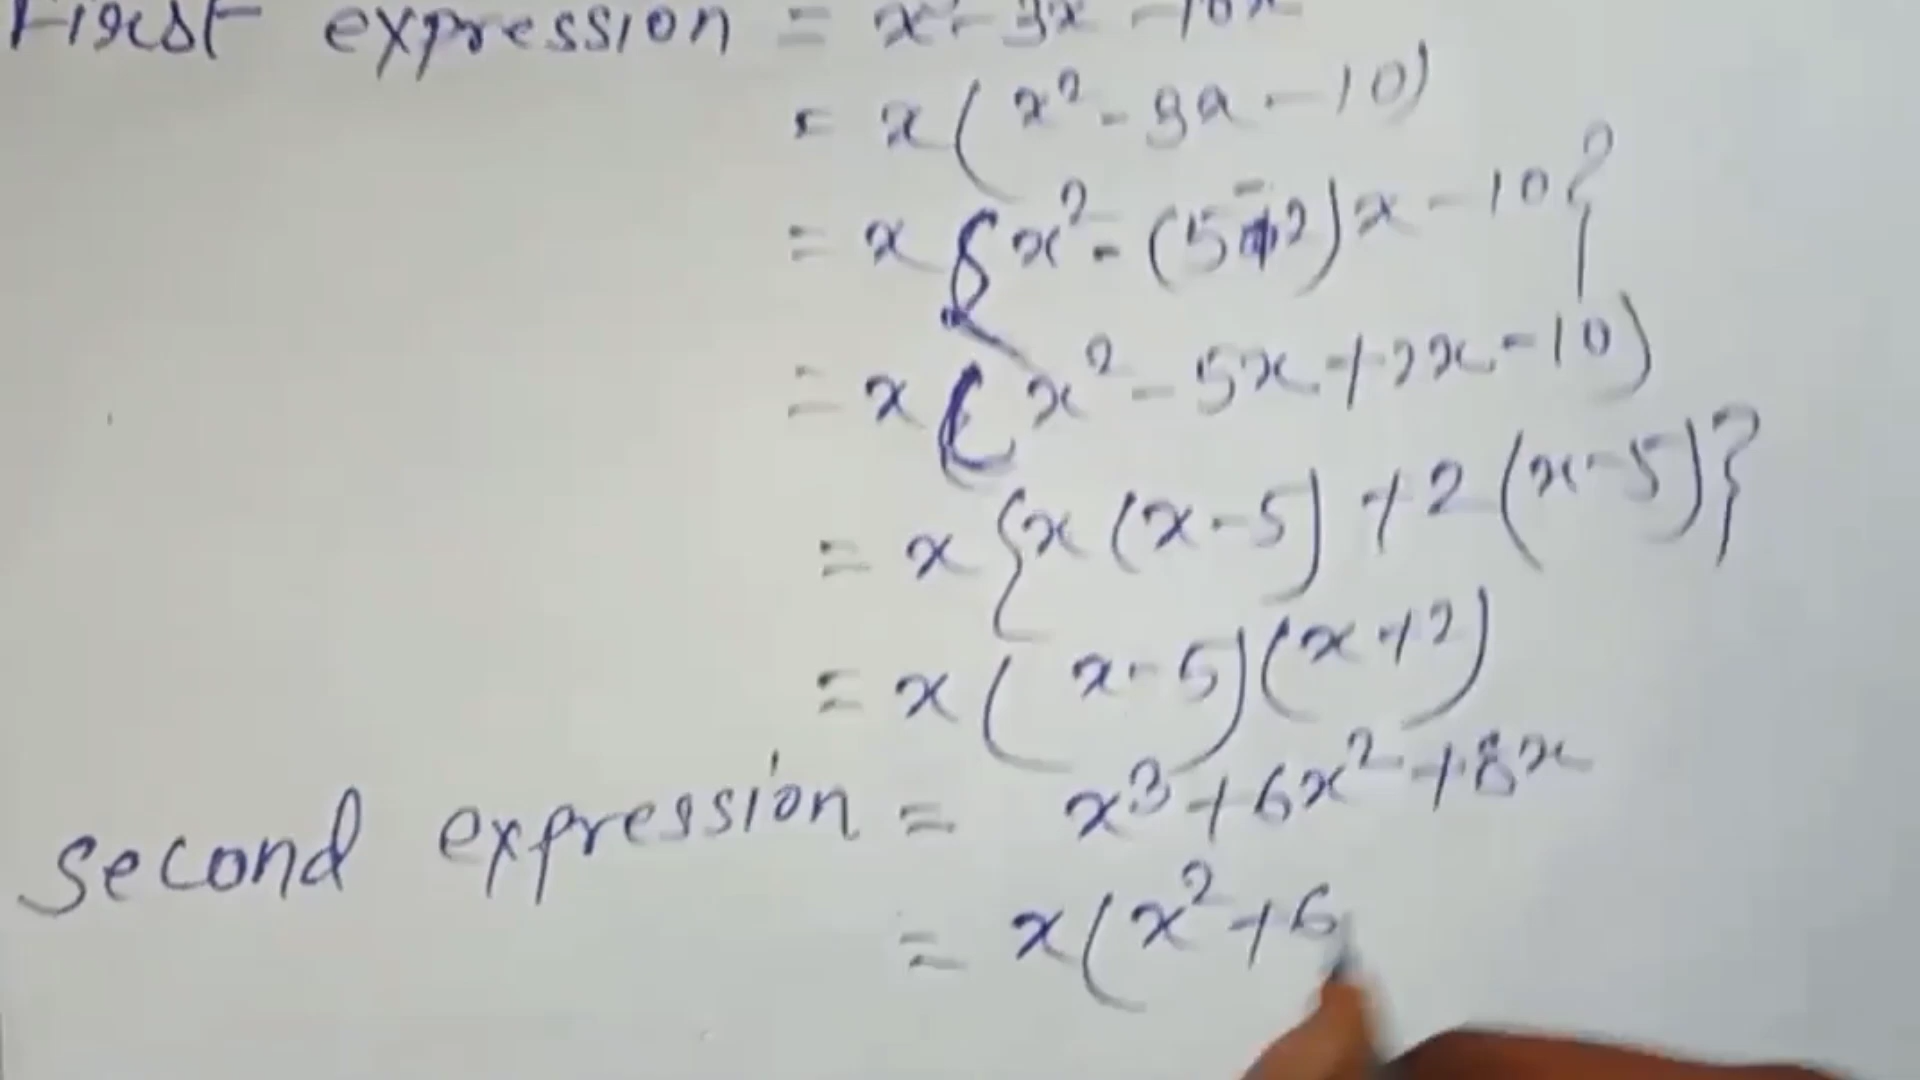 First expression = x³ - 3x² - 10x
= x(x² - 3x - 10)
= x{x² - (5-2)x - 10}
= x(x² - 5x + 2x - 10)
= x{x(x-5) + 2(x-5)}
= x(x-5)(x+2)
second expression = x³ + 6x² + 8x
= x(x² + 6